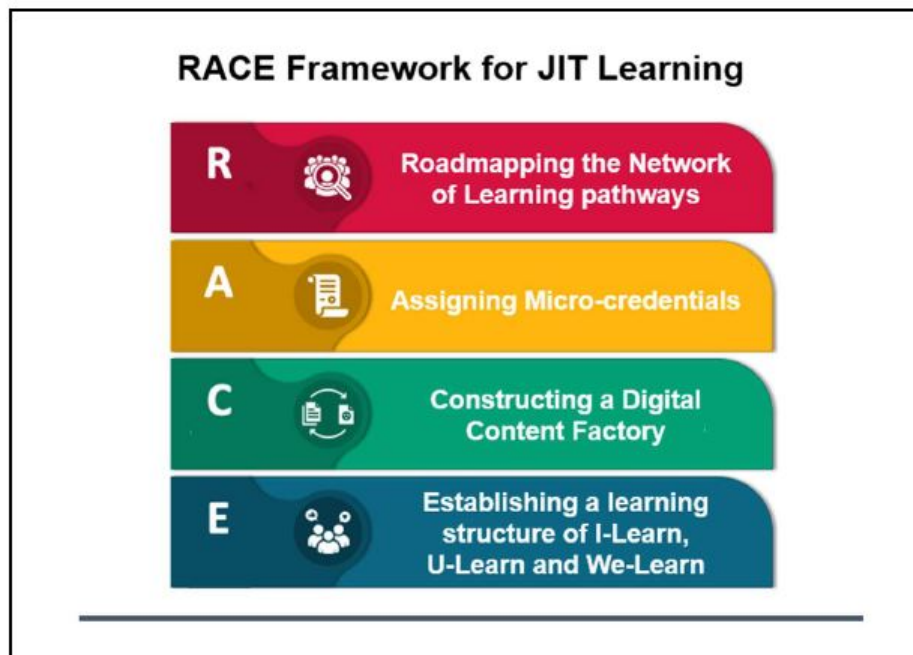 RACE Framework for JIT Learning
R
Roadmapping the Network
of Learning pathways
A
Assigning Micro-credentials
C
Constructing a Digital
Content Factory
E
Establishing a learning
structure of I-Learn,
U-Learn and We-Learn